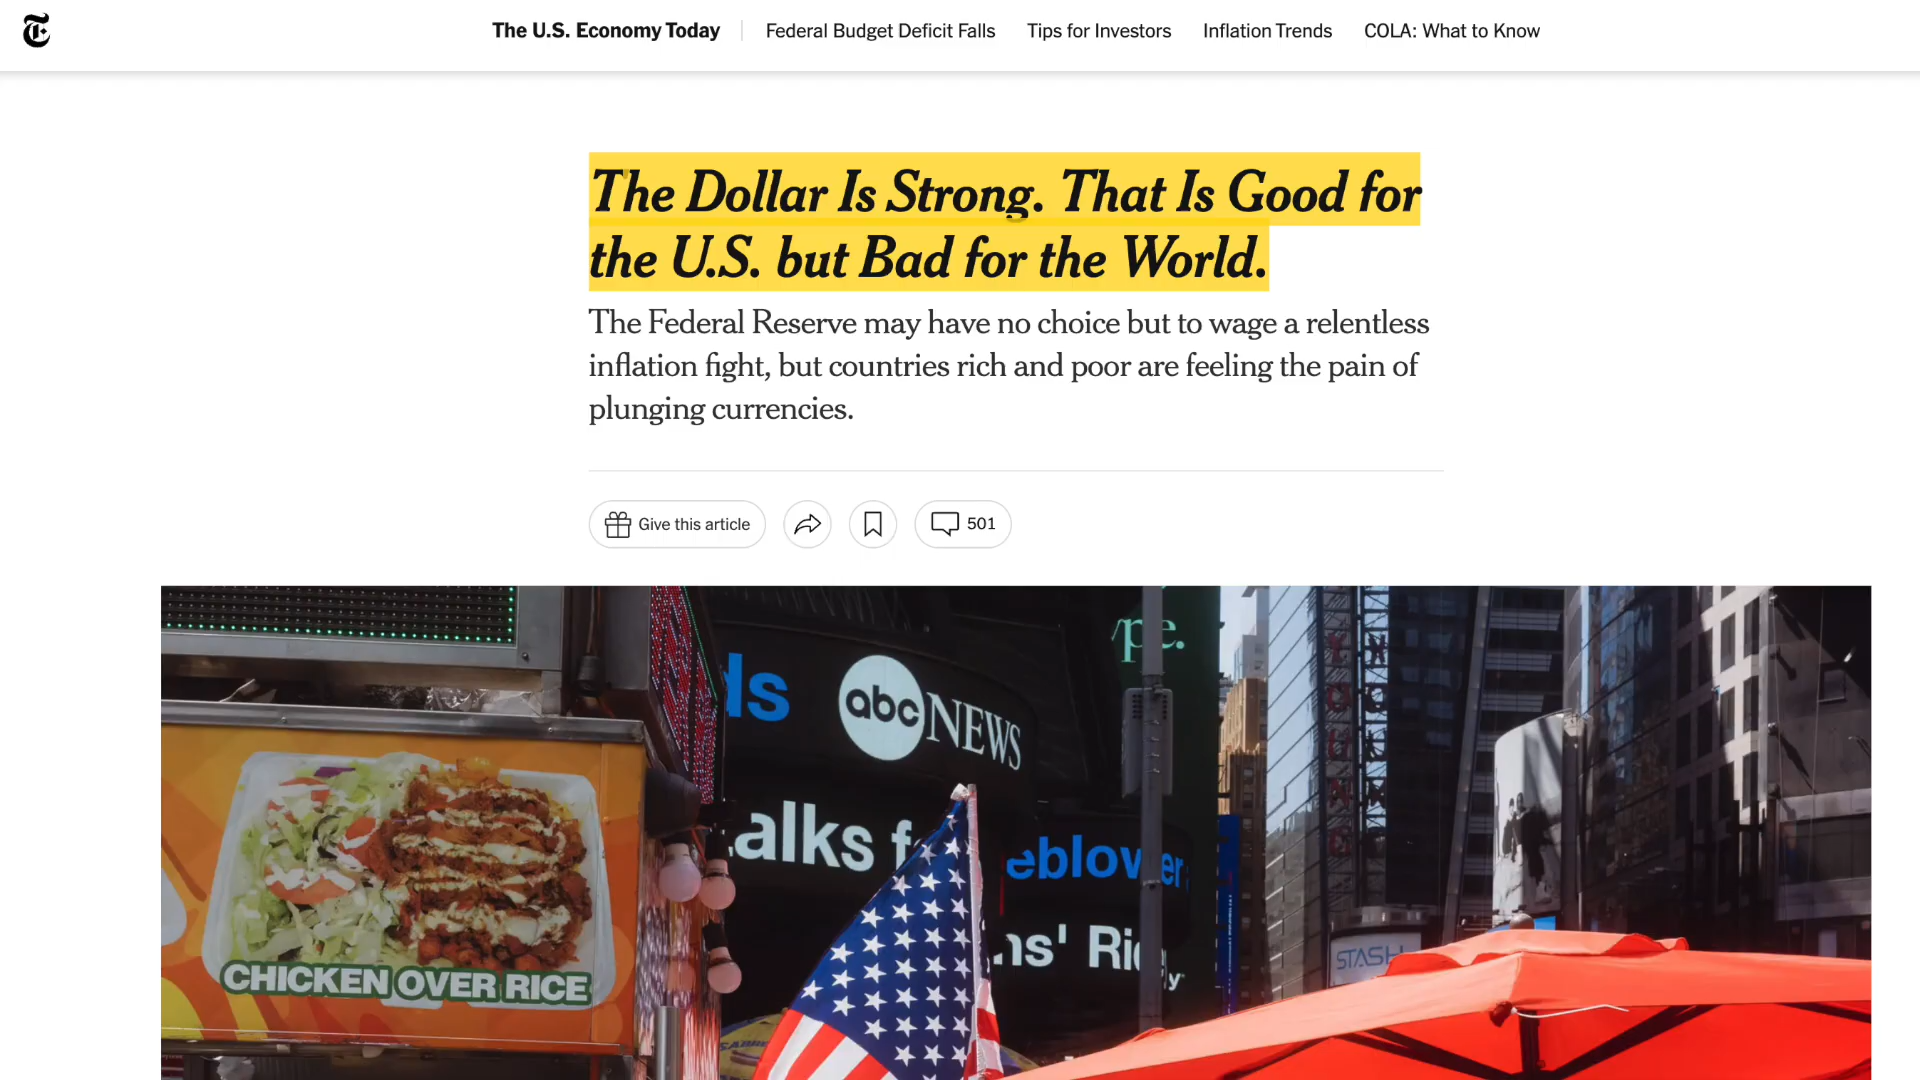 The U.S. Economy Today
Federal Budget Deficit Falls
Tips for Investors
Inflation Trends
COLA: What to Know
The Dollar Is Strong. That Is Good for
the U.S. but Bad for the World.
The Federal Reserve may have no choice but to wage a relentless
inflation fight, but countries rich and poor are feeling the pain of
plunging currencies.
Give this article
501
abc NEWS
CHICKEN OVER RICE
STASH